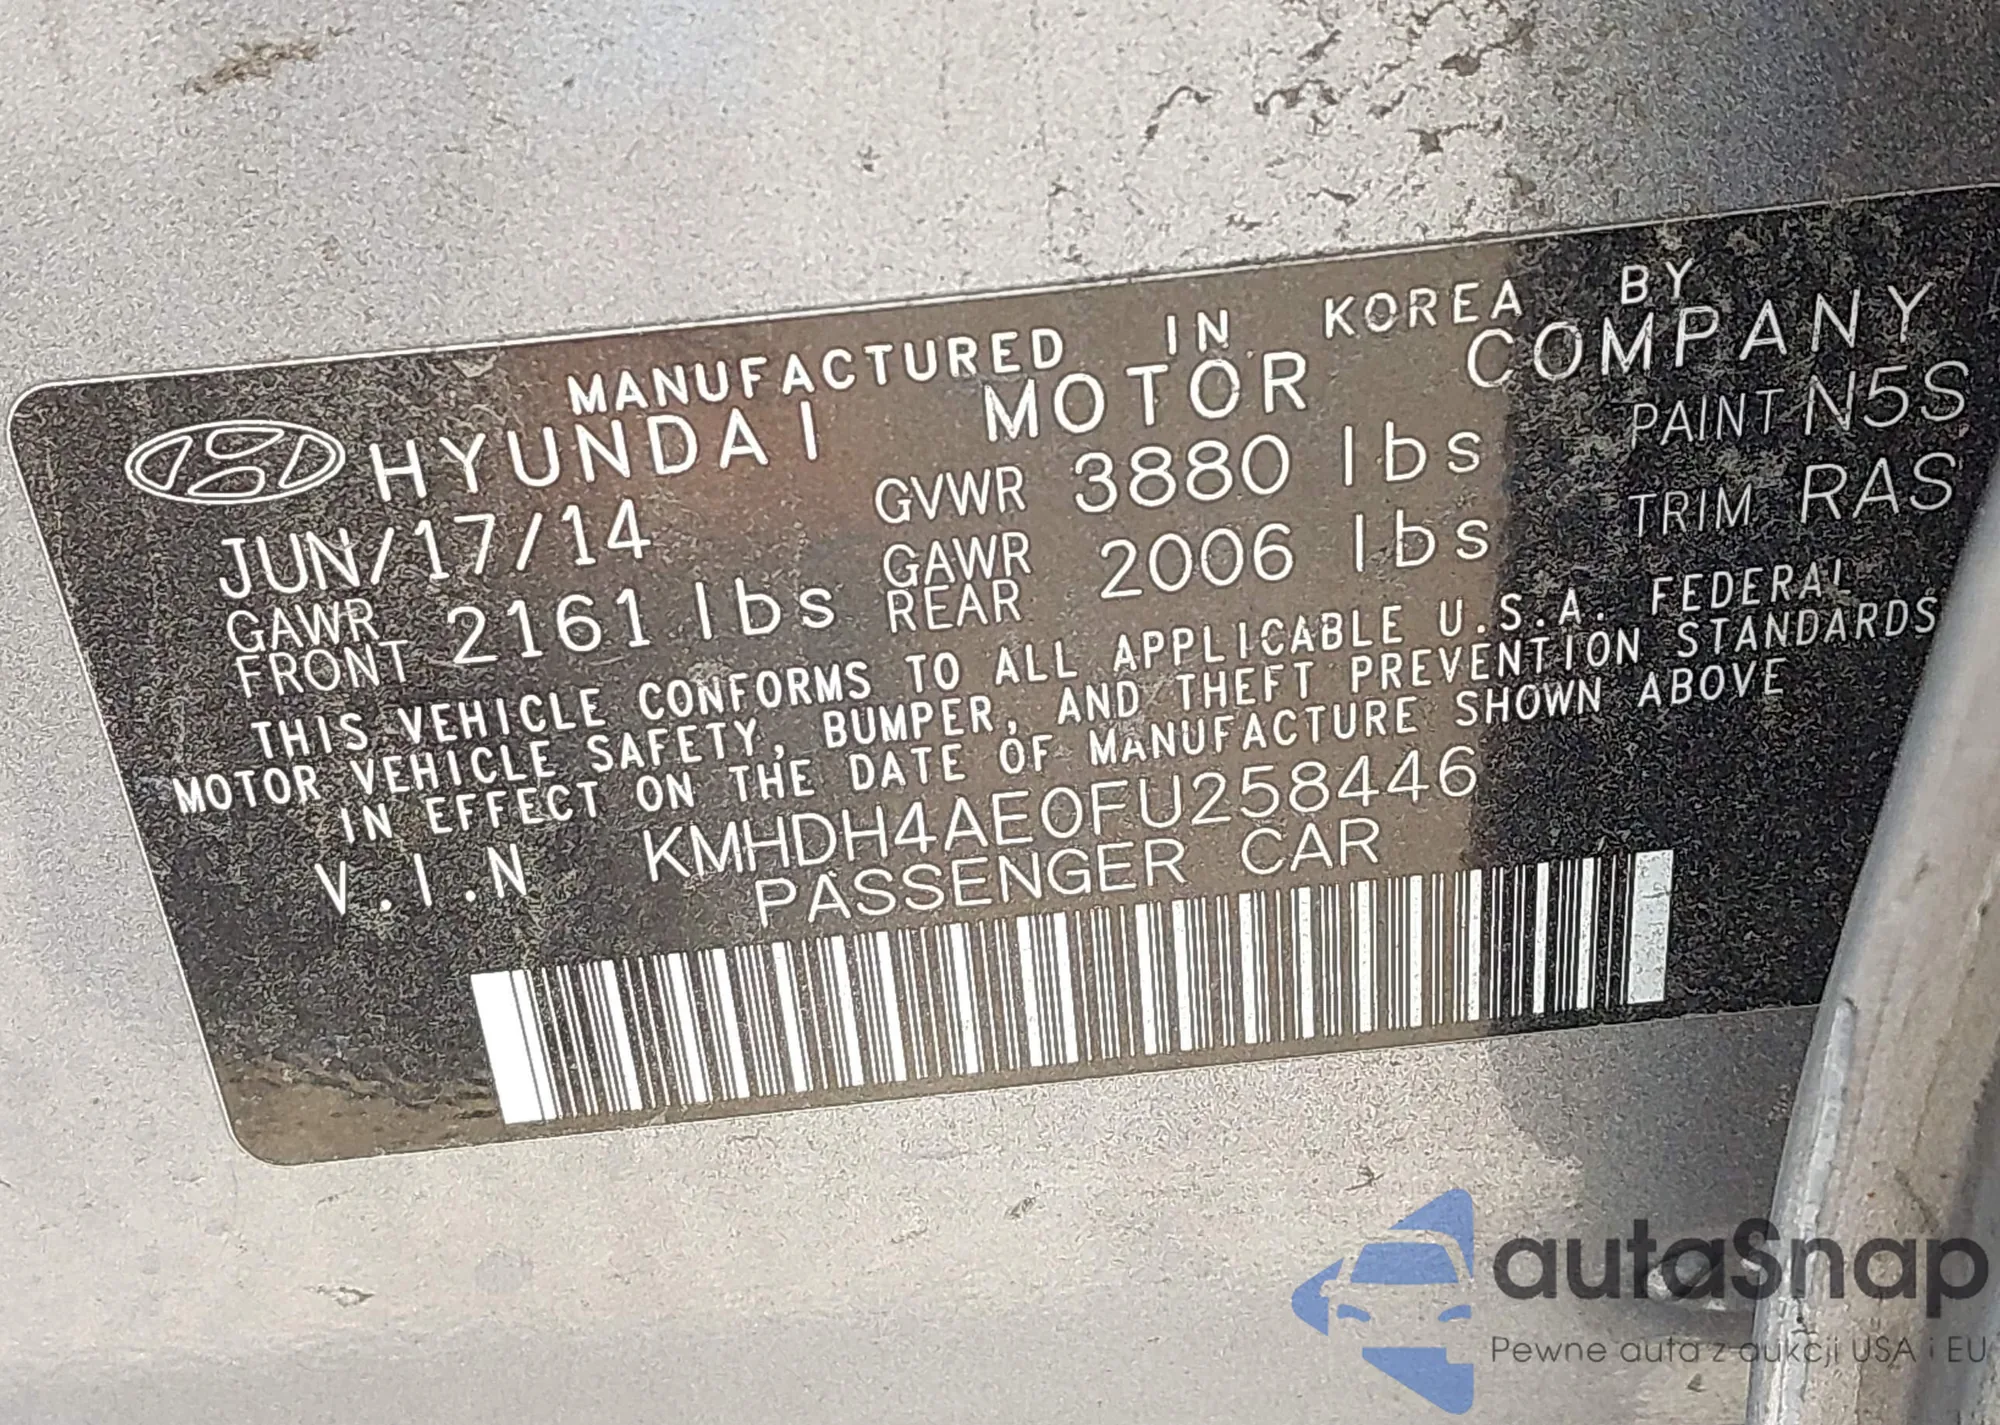 MANUFACTURED IN KOREA BY
HYUNDAI MOTOR COMPANY
JUN/17/14 GVWR 3880 lbs PAINT N5S
GAWR FRONT 2161 lbs GAWR REAR 2006 lbs TRIM RAS
THIS VEHICLE CONFORMS TO ALL APPLICABLE U.S.A. FEDERAL
MOTOR VEHICLE SAFETY, BUMPER, AND THEFT PREVENTION STANDARDS
IN EFFECT ON THE DATE OF MANUFACTURE SHOWN ABOVE
V.I.N KMHDH4AE0FU258446
PASSENGER CAR
autaSnap
Pewne auta z aukcji USA i EU